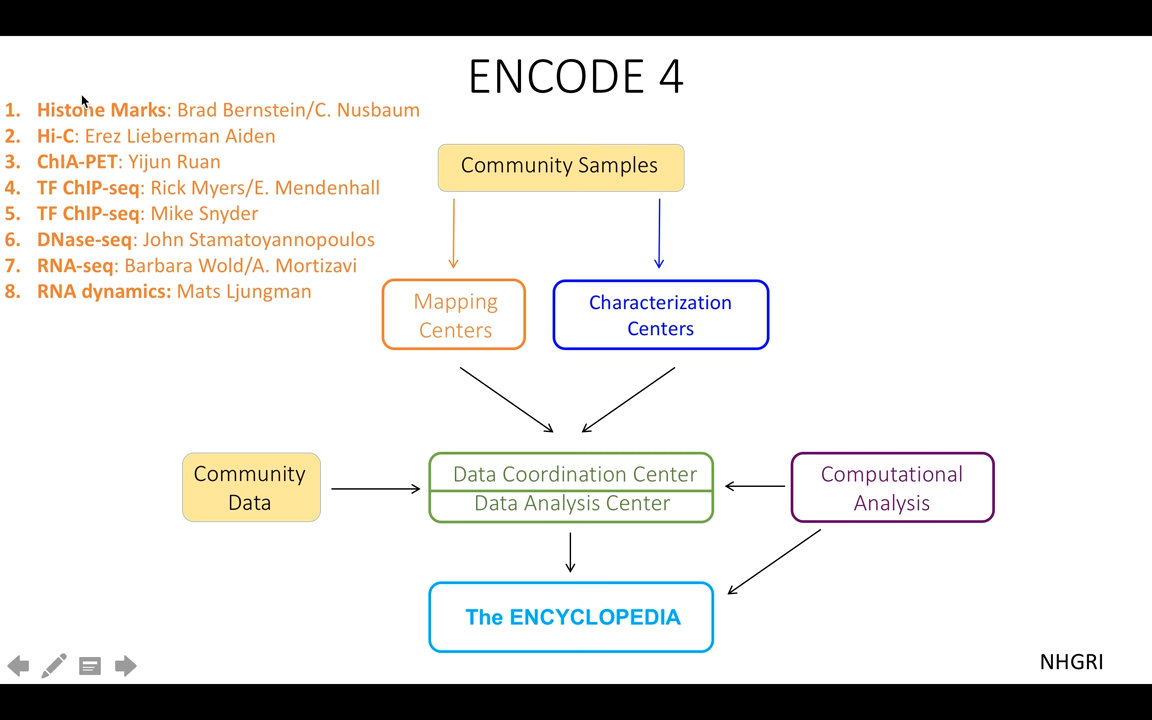 ENCODE 4
1. Histone Marks: Brad Bernstein/C. Nusbaum
2. Hi-C: Erez Lieberman Aiden
3. ChIA-PET: Yijun Ruan
4. TF ChIP-seq: Rick Myers/E. Mendenhall
5. TF ChIP-seq: Mike Snyder
6. DNase-seq: John Stamatoyannopoulos
7. RNA-seq: Barbara Wold/A. Mortizavi
8. RNA dynamics: Mats Ljungman
Community Samples
Mapping
Centers
Characterization
Centers
Community
Data
Data Coordination Center
Data Analysis Center
Computational
Analysis
The ENCYCLOPEDIA
NHGRI